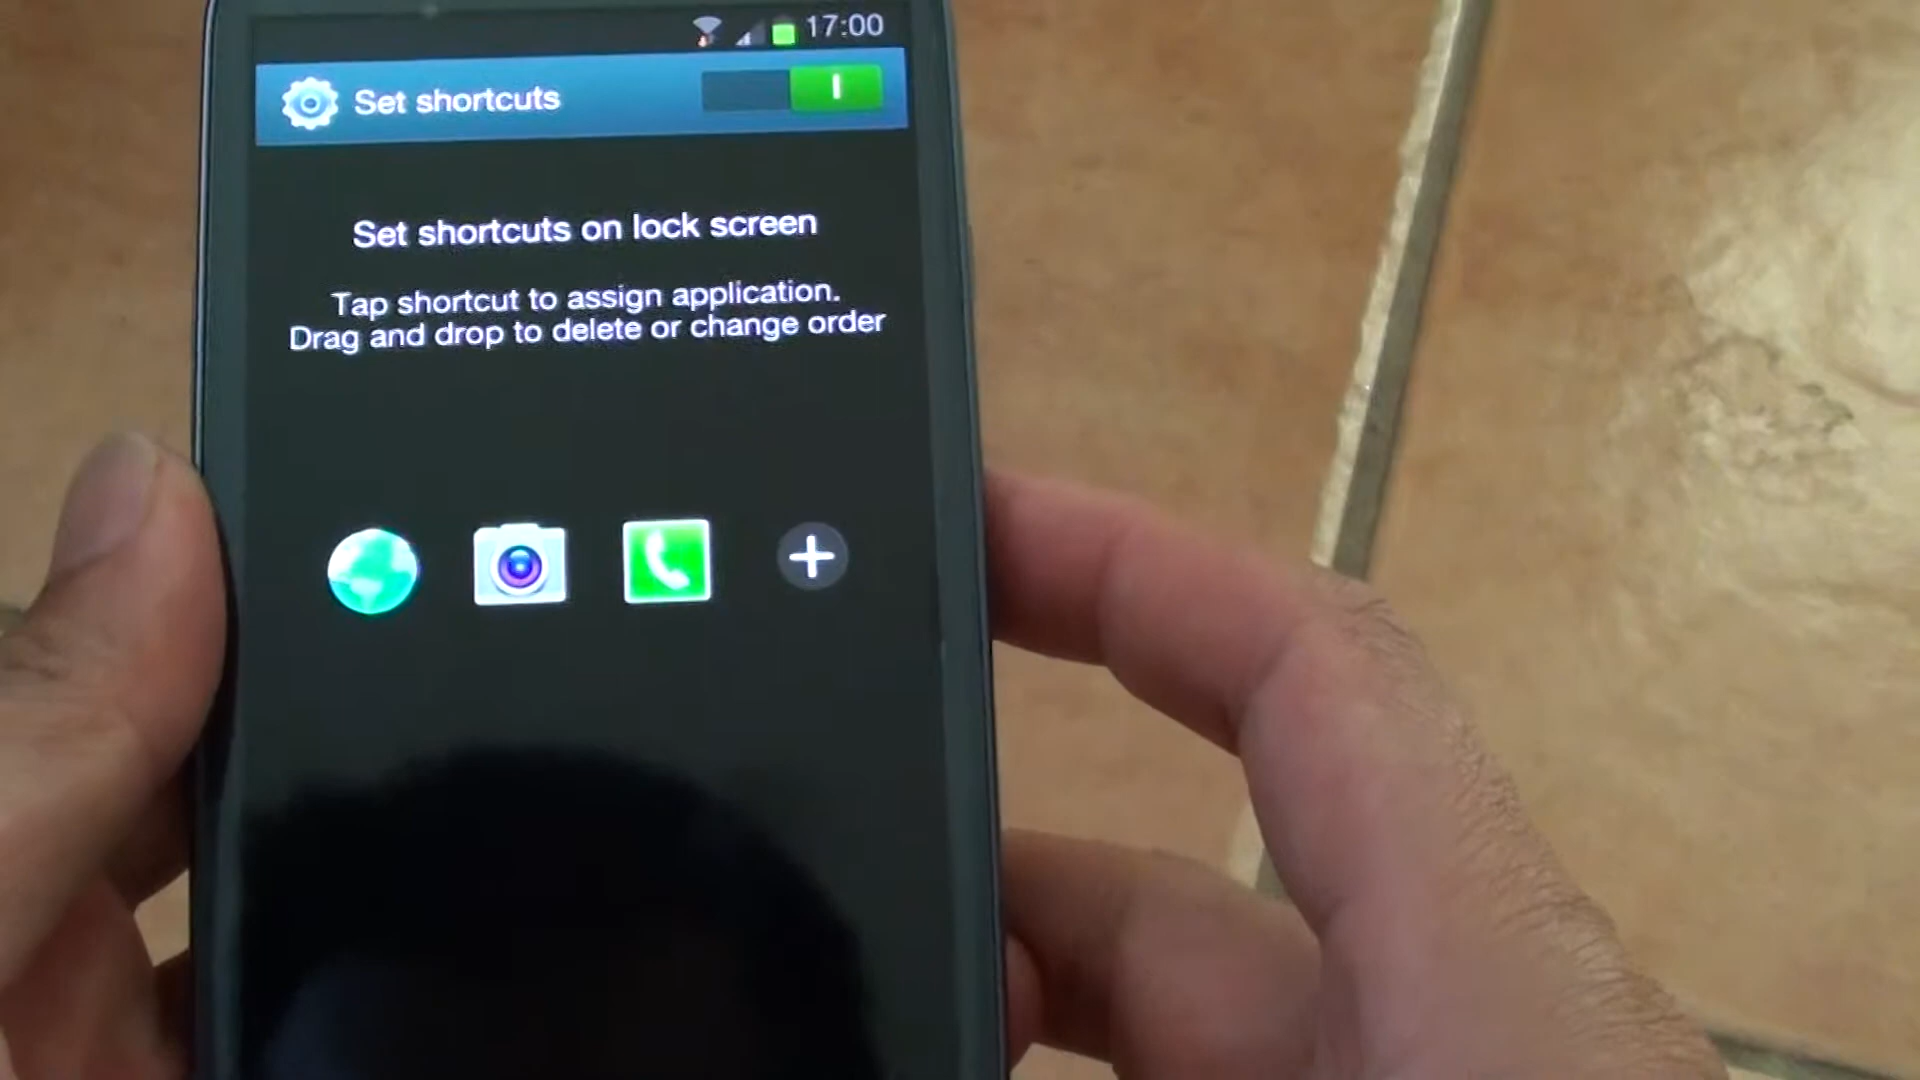 17:00
Set shortcuts
Set shortcuts on lock screen
Tap shortcut to assign application.
Drag and drop to delete or change order